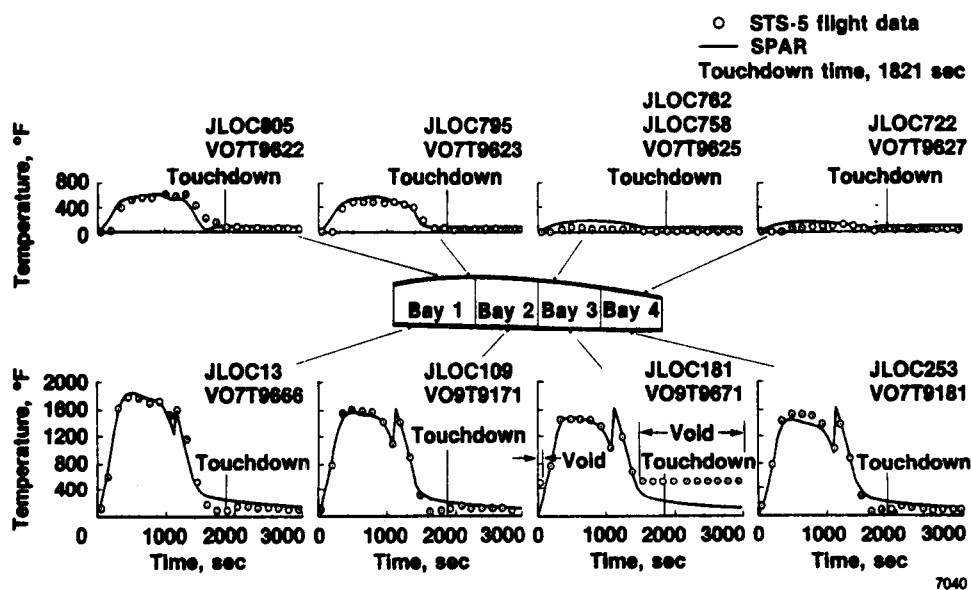 STS-5 flight data
SPAR
Touchdown time, 1821 sec
JLOC805
VO7T9622
Touchdown
JLOC795
VO7T9623
Touchdown
JLOC762
JLOC758
VO7T9625
Touchdown
JLOC722
VO7T9627
Touchdown
Temperature, °F
800
400
0
Bay 1
Bay 2
Bay 3
Bay 4
Temperature, °F
2000
1600
1200
800
400
0
JLOC13
VO7T9666
Touchdown
JLOC109
VO9T9171
Touchdown
JLOC181
VO9T9671
Void
Void
Touchdown
JLOC253
VO7T9181
Touchdown
0 1000 2000 3000
Time, sec
0 1000 2000 3000
Time, sec
0 1000 2000 3000
Time, sec
0 1000 2000 3000
Time, sec
7040